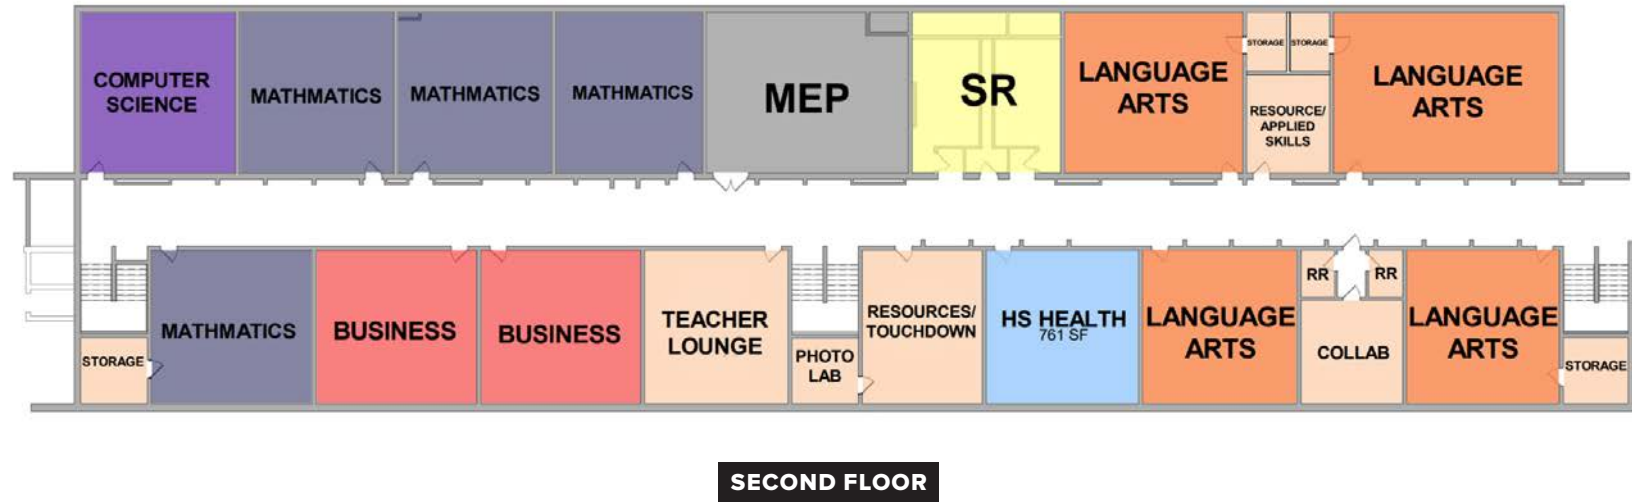 COMPUTER
SCIENCE
MATHMATICS
MATHMATICS
MATHMATICS
MEP
SR
LANGUAGE
ARTS
STORAGE
STORAGE
RESOURCE/
APPLIED
SKILLS
LANGUAGE
ARTS
STORAGE
MATHMATICS
BUSINESS
BUSINESS
TEACHER
LOUNGE
PHOTO
LAB
RESOURCES/
TOUCHDOWN
HS HEALTH
761 SF
LANGUAGE
ARTS
RR
RR
COLLAB
LANGUAGE
ARTS
STORAGE
SECOND FLOOR